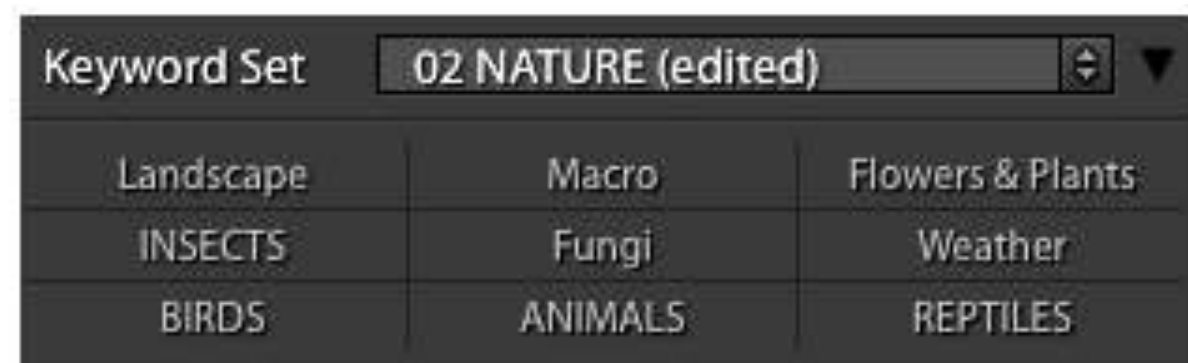 Keyword Set 02 NATURE (edited)
Landscape Macro Flowers & Plants
INSECTS Fungi Weather
BIRDS ANIMALS REPTILES